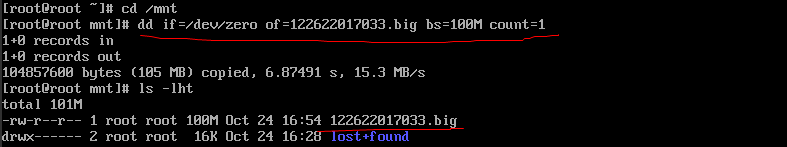 [root@root ~]# cd /mnt
[root@root mnt]# dd if=/dev/zero of=122622017033.big bs=100M count=1
1+0 records in
1+0 records out
104857600 bytes (105 MB) copied, 6.87491 s, 15.3 MB/s
[root@root mnt]# ls -lht
total 101M
-rw-r--r-- 1 root root 100M Oct 24 16:54 122622017033.big
drwx------ 2 root root  16K Oct 24 16:28 lost+found